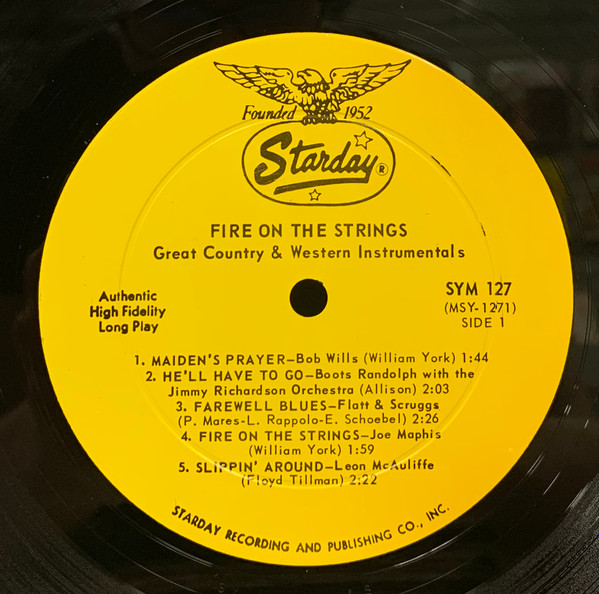 Founded 1952
Starday ®
FIRE ON THE STRINGS
Great Country & Western Instrumentals
Authentic
High Fidelity
Long Play
SYM 127
(MSY-1271)
SIDE 1
1. MAIDEN'S PRAYER—Bob Wills (William York) 1:44
2. HE'LL HAVE TO GO—Boots Randolph with the
Jimmy Richardson Orchestra (Allison) 2:03
3. FAREWELL BLUES—Flatt & Scruggs
(P. Mares-L. Rappolo-E. Schoebel) 2:26
4. FIRE ON THE STRINGS—Joe Maphis
(William York) 1:59
5. SLIPPIN' AROUND—Leon McAuliffe
(Floyd Tillman) 2:22
STARDAY RECORDING AND PUBLISHING CO., INC.